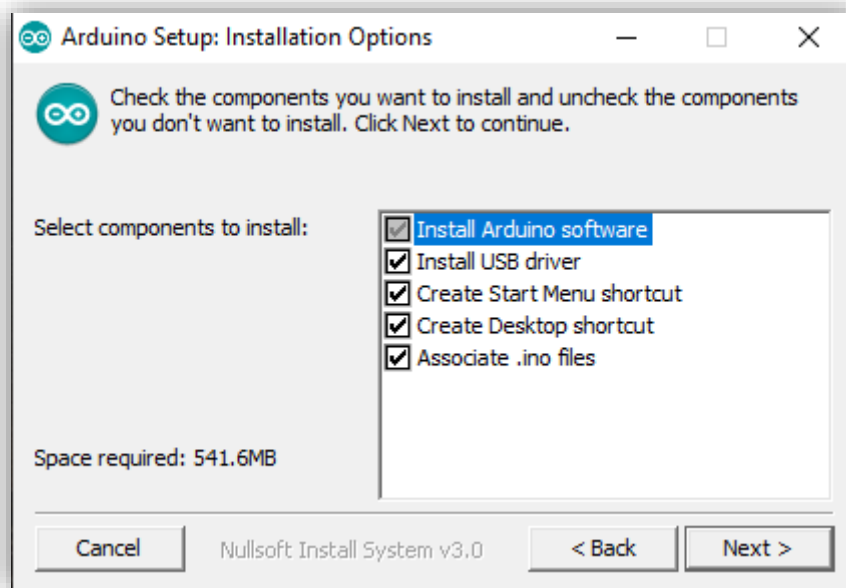 Arduino Setup: Installation Options
Check the components you want to install and uncheck the components
you don't want to install. Click Next to continue.
Select components to install:
Install Arduino software
Install USB driver
Create Start Menu shortcut
Create Desktop shortcut
Associate .ino files
Space required: 541.6MB
Cancel
Nullsoft Install System v3.0
< Back
Next >